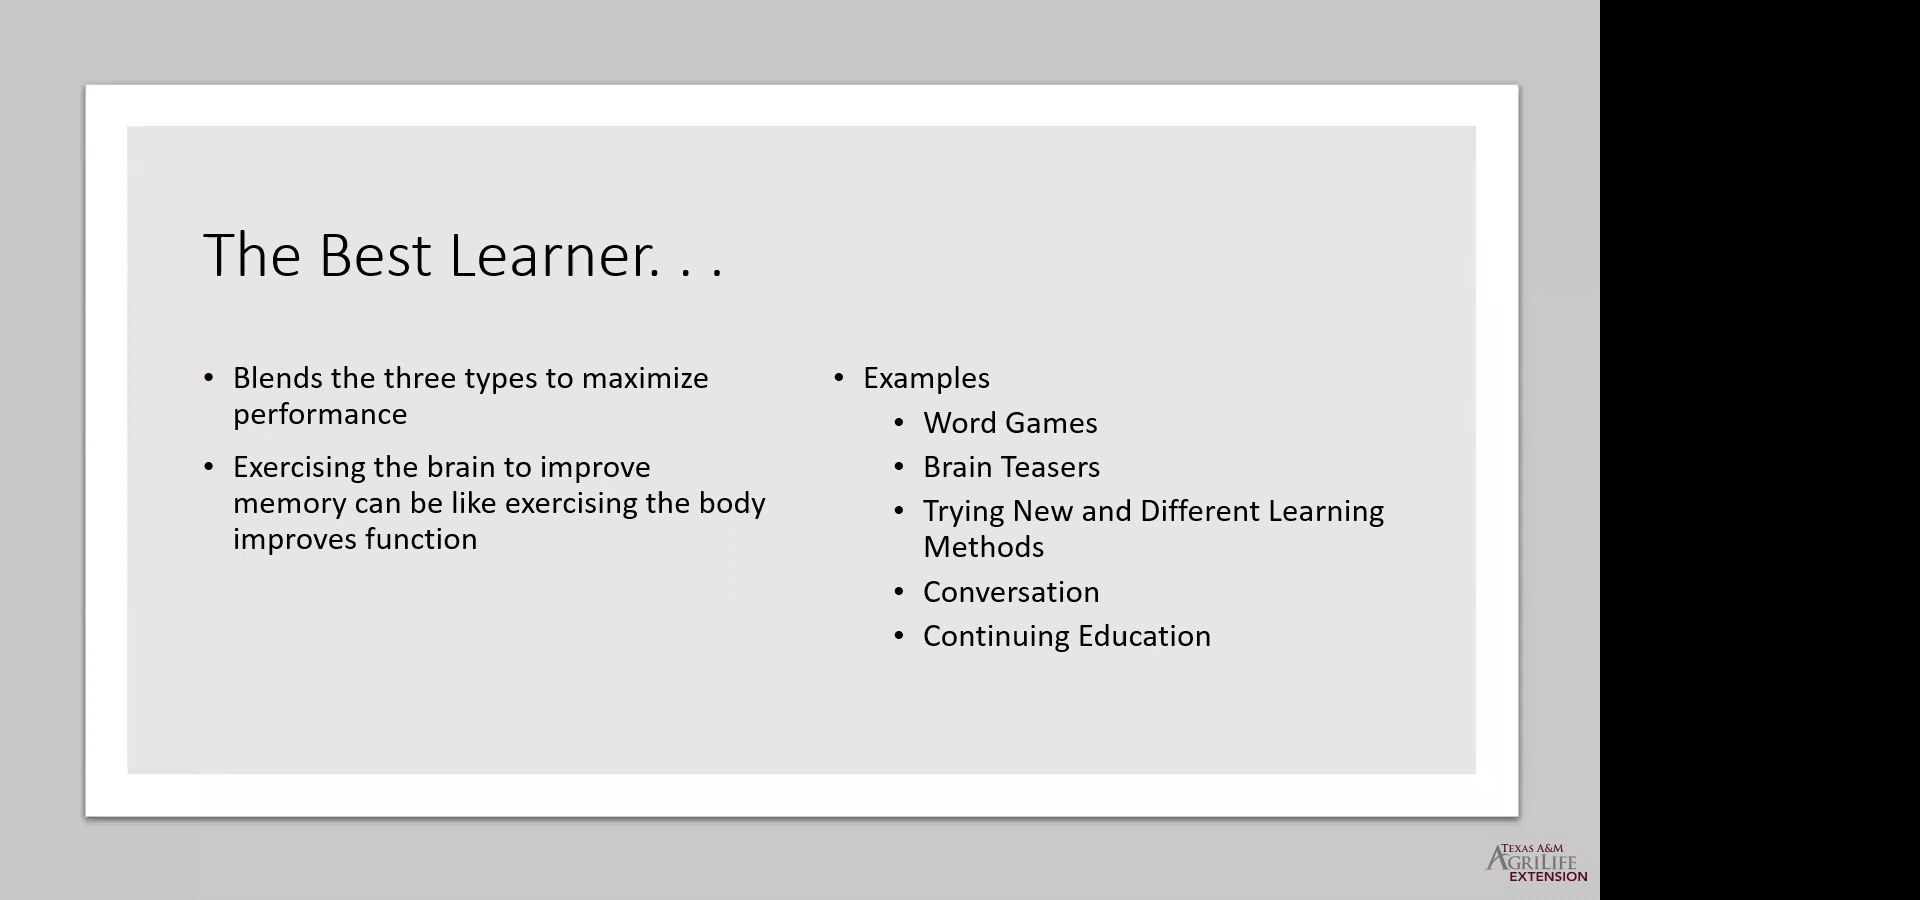 The Best Learner. . .
• Blends the three types to maximize
performance
• Exercising the brain to improve
memory can be like exercising the body
improves function
• Examples
• Word Games
• Brain Teasers
• Trying New and Different Learning
Methods
• Conversation
• Continuing Education
TEXAS A&M
AGRILIFE
EXTENSION